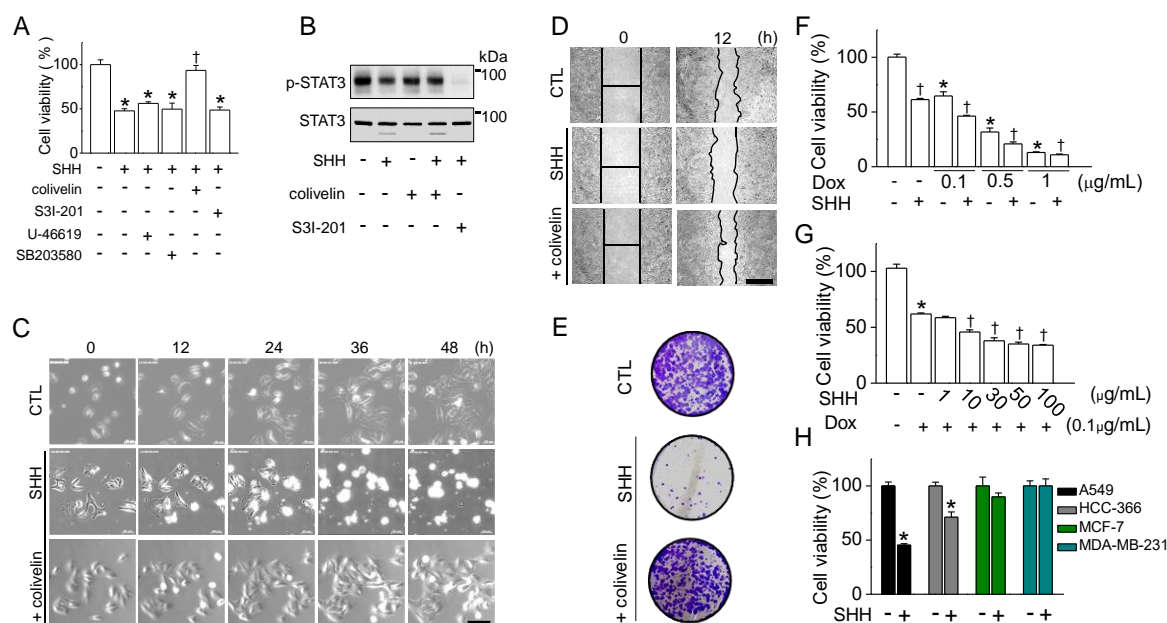 A
Cell viability (%)
100
50
0
* * * † *
SHH - + + + + +
colivelin - - - - + -
S3I-201 - - - - - +
U-46619 - - + - - -
SB203580 - - - + - -
B
kDa
p-STAT3 100
STAT3 100
SHH - + - + +
colivelin - - + + -
S3I-201 - - - - +
C
0 12 24 36 48 (h)
CTL
SHH
+ colivelin
D
0 12 (h)
CTL
SHH
+ colivelin
E
CTL
SHH
+ colivelin
F
Cell viability (%)
100
75
50
25
0
† * † * † * †
Dox - - 0.1 0.5 1 (μg/mL)
SHH - + - + - + - +
G
Cell viability (%)
100
50
0
* † † † †
SHH - - 1 10 30 50 100 (μg/mL)
Dox - + + + + + + (0.1μg/mL)
H
Cell viability (%)
100
50
0
* *
A549
HCC-366
MCF-7
MDA-MB-231
SHH - + - + - + - +